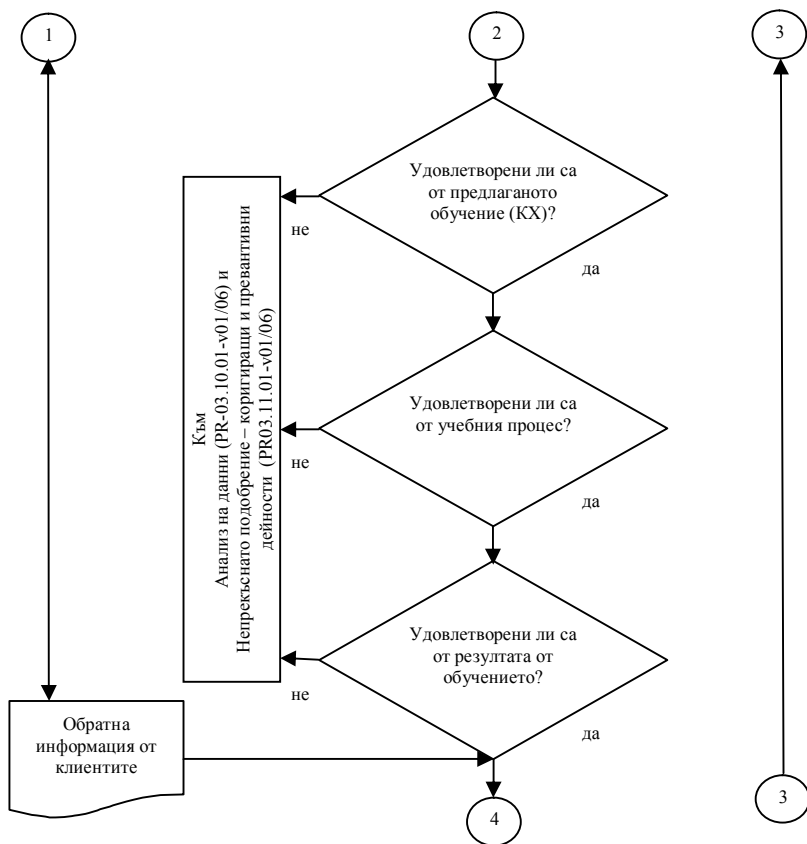 1
2
3
Удовлетворени ли са
от предлаганото
обучение (КХ)?
не
да
Към
Анализ на данни (PR-03.10.01-v01/06) и
Непрекъснато подобрение – коригиращи и превантивни
дейности (PR03.11.01-v01/06)
Удовлетворени ли са
от учебния процес?
не
да
Удовлетворени ли са
от резултата от
обучението?
не
да
Обратна
информация от
клиентите
4
3